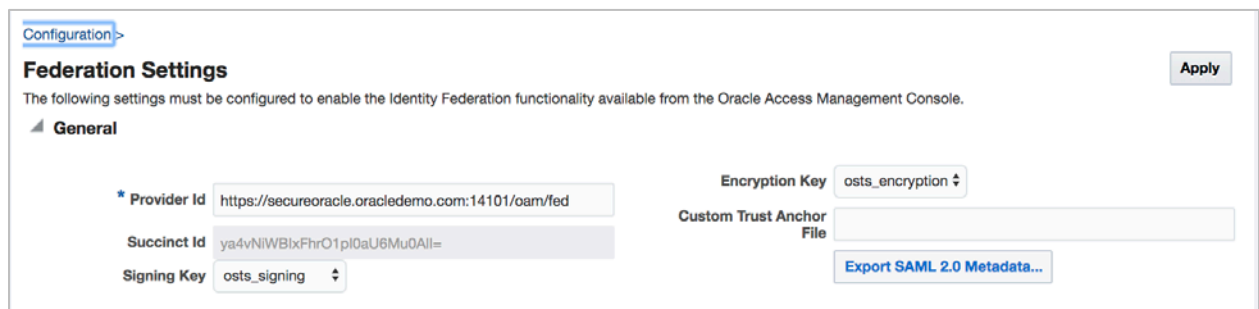 Configuration >
Federation Settings
Apply
The following settings must be configured to enable the Identity Federation functionality available from the Oracle Access Management Console.
General
* Provider Id https://secureoracle.oracledemo.com:14101/oam/fed
Succinct Id ya4vNiWBIxFhrO1pI0aU6Mu0AlI=
Signing Key osts_signing
Encryption Key osts_encryption
Custom Trust Anchor
File
Export SAML 2.0 Metadata...